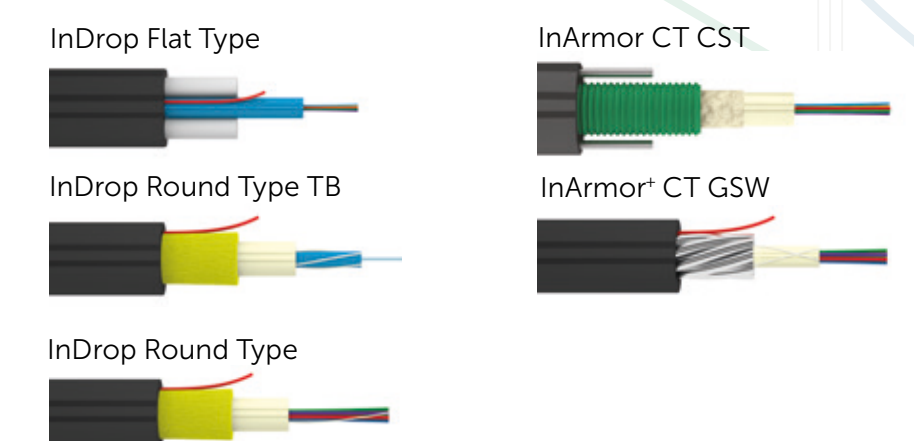 InDrop Flat Type
InArmor CT CST
InDrop Round Type TB
InArmor⁺ CT GSW
InDrop Round Type